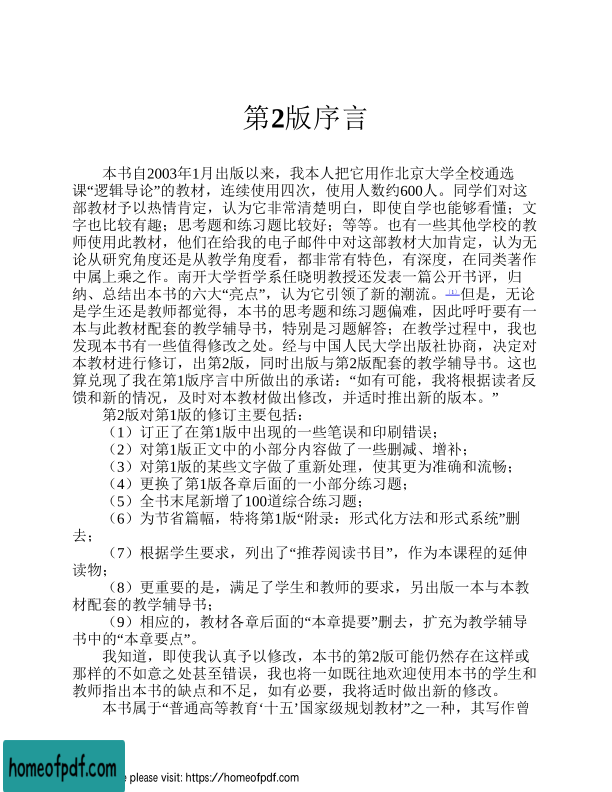 第2版序言
本书自2003年1月出版以来，我本人把它用作北京大学全校通选
课“逻辑导论”的教材，连续使用四次，使用人数约600人。同学们对这
部教材予以热情肯定，认为它非常清楚明白，即使自学也能够看懂；文
字也比较有趣；思考题和练习题比较好；等等。也有一些其他学校的教
师使用此教材，他们在给我的电子邮件中对这部教材大加肯定，认为无
论从研究角度还是从教学角度看，都非常有特色，有深度，在同类著作
中属上乘之作。南开大学哲学系任晓明教授还发表一篇公开书评，归
纳、总结出本书的六大“亮点”，认为它引领了新的潮流。[1]但是，无论
是学生还是教师都觉得，本书的思考题和练习题偏难，因此呼吁要有一
本与此教材配套的教学辅导书，特别是习题解答；在教学过程中，我也
发现本书有一些值得修改之处。经与中国人民大学出版社协商，决定对
本教材进行修订，出第2版，同时出版与第2版配套的教学辅导书。这也
算兑现了我在第1版序言中所做出的承诺：“如有可能，我将根据读者反
馈和新的情况，及时对本教材做出修改，并适时推出新的版本。”
第2版对第1版的修订主要包括：
（1）订正了在第1版中出现的一些笔误和印刷错误；
（2）对第1版正文中的小部分内容做了一些删减、增补；
（3）对第1版的某些文字做了重新处理，使其更为准确和流畅；
（4）更换了第1版各章后面的一小部分练习题；
（5）全书末尾新增了100道综合练习题；
（6）为节省篇幅，特将第1版“附录：形式化方法和形式系统”删
去；
（7）根据学生要求，列出了“推荐阅读书目”，作为本课程的延伸
读物；
（8）更重要的是，满足了学生和教师的要求，另出版一本与本教
材配套的教学辅导书；
（9）相应的，教材各章后面的“本章提要”删去，扩充为教学辅导
书中的“本章要点”。
我知道，即使我认真予以修改，本书的第2版可能仍然存在这样或
那样的不如意之处甚至错误，我也将一如既往地欢迎使用本书的学生和
教师指出本书的缺点和不足，如有必要，我将适时做出新的修改。
本书属于“普通高等教育‘十五’国家级规划教材”之一种，其写作曾
homeofpdf.com
e please visit: https://homeofpdf.com